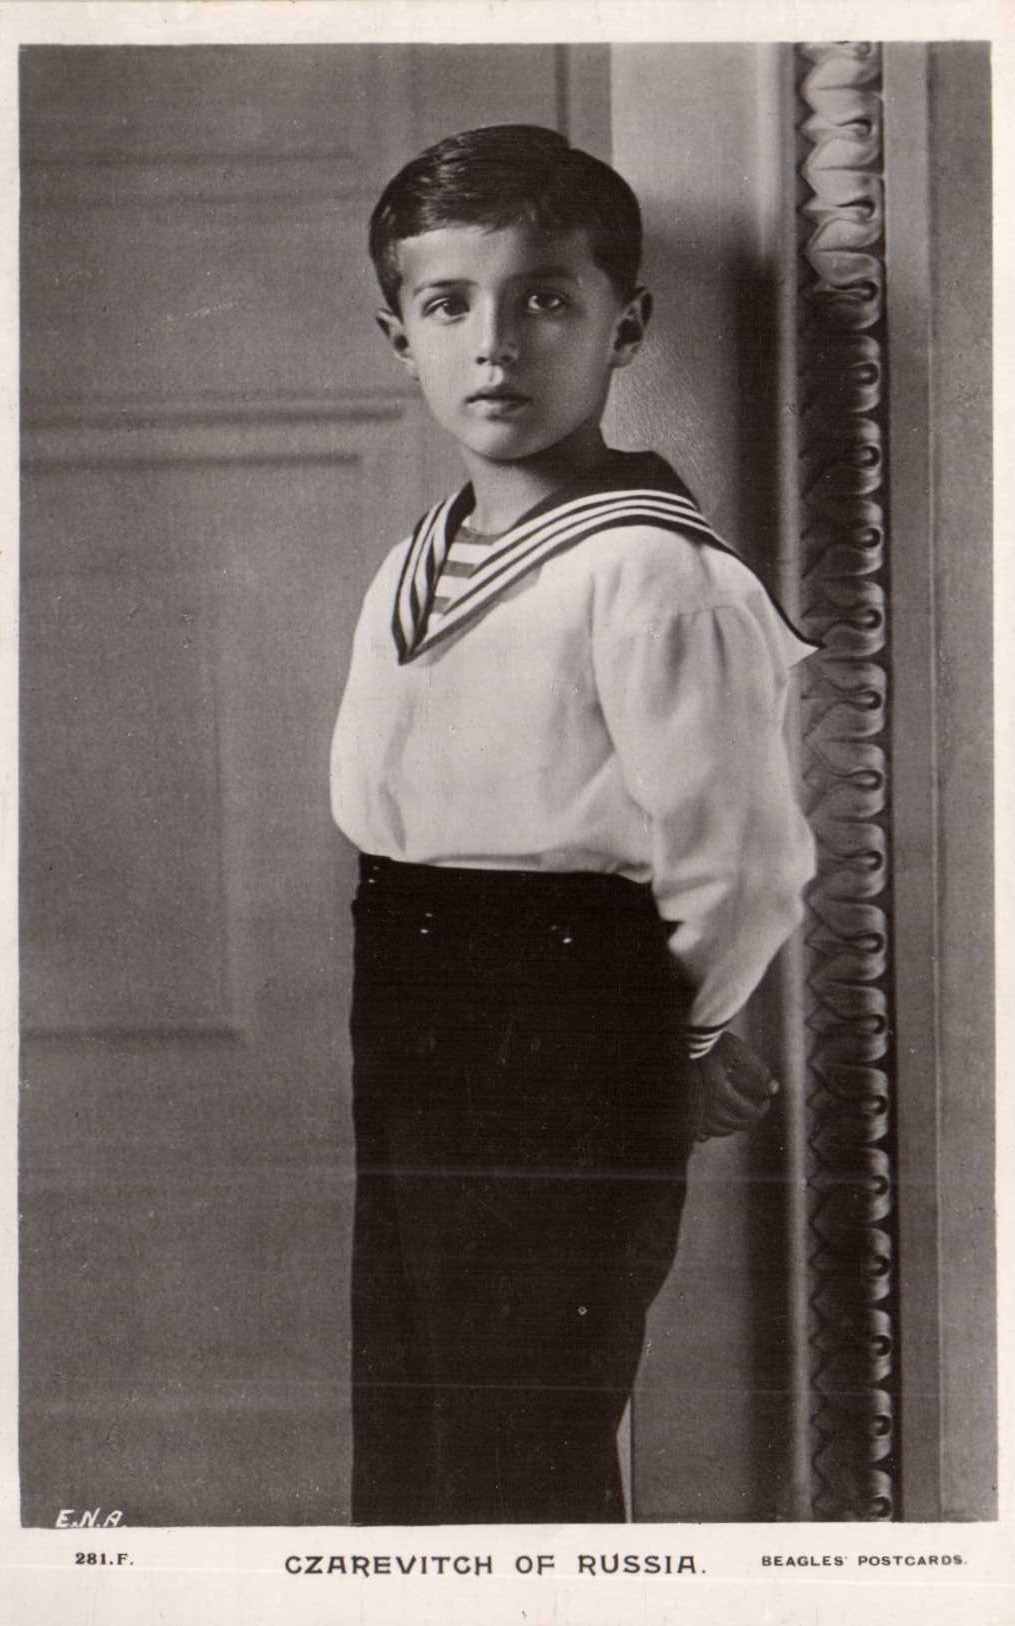 E.N.A.
281.F. CZAREVITCH OF RUSSIA. BEAGLES' POSTCARDS.